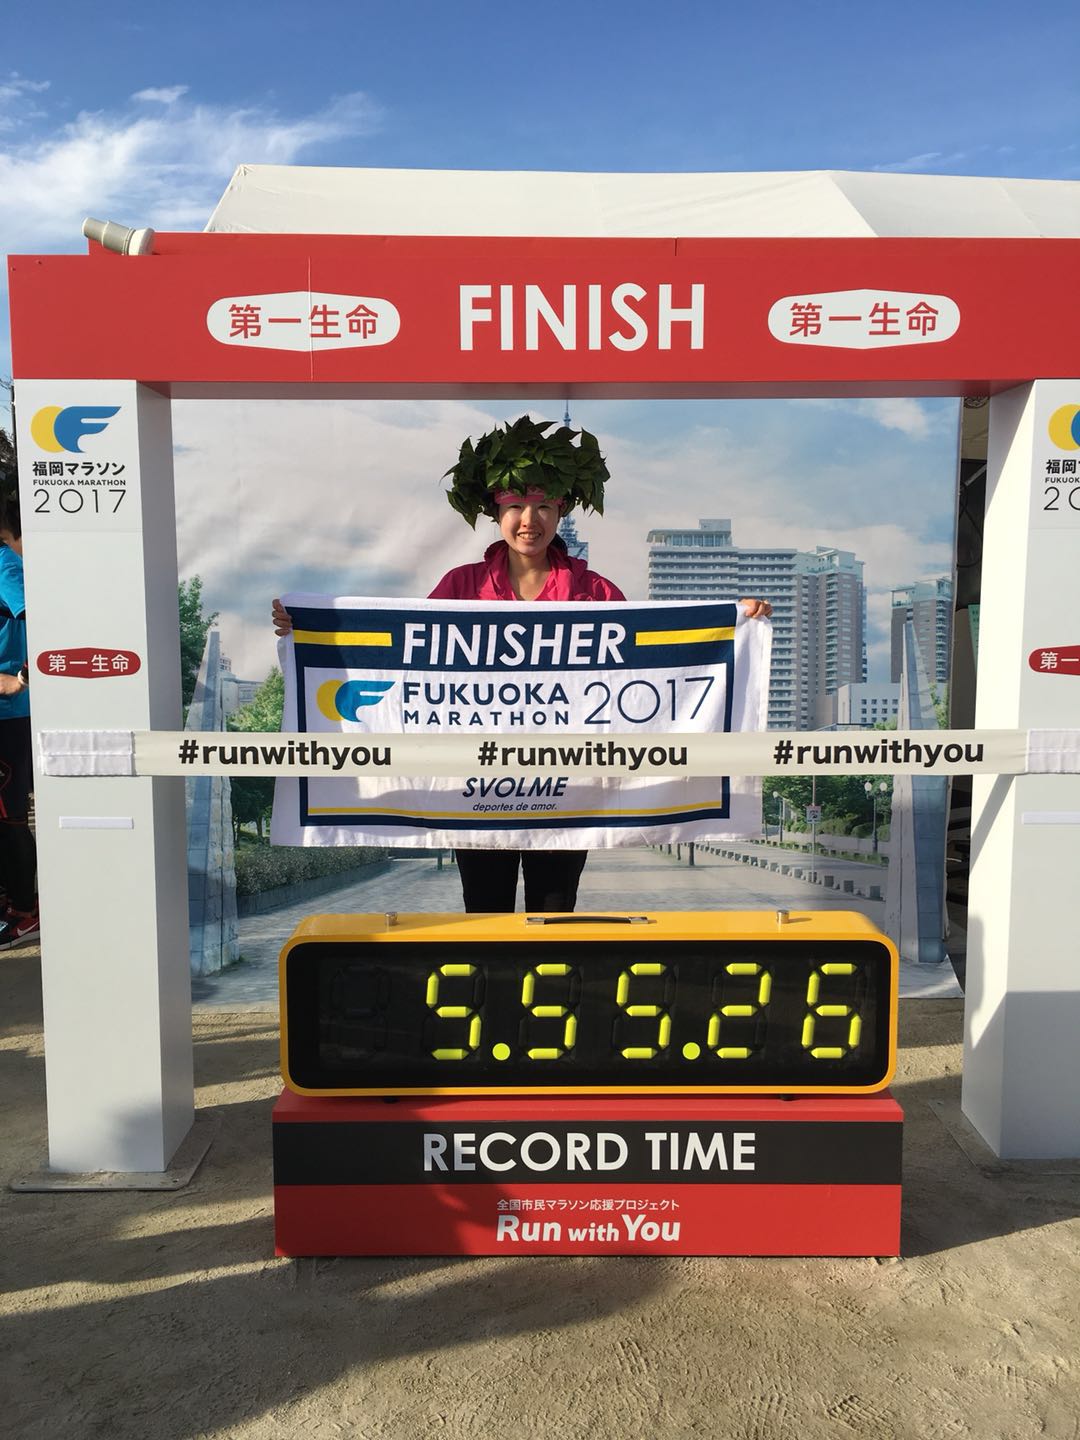 第一生命 FINISH 第一生命
福岡マラソン
FUKUOKA MARATHON
2017
福岡
FUKUO
第一生命
第一
FINISHER
FUKUOKA
MARATHON 2017
#runwithyou #runwithyou #runwithyou
SVOLME
deportes de amor.
5.55.26
RECORD TIME
全国市民マラソン応援プロジェクト
Run with You